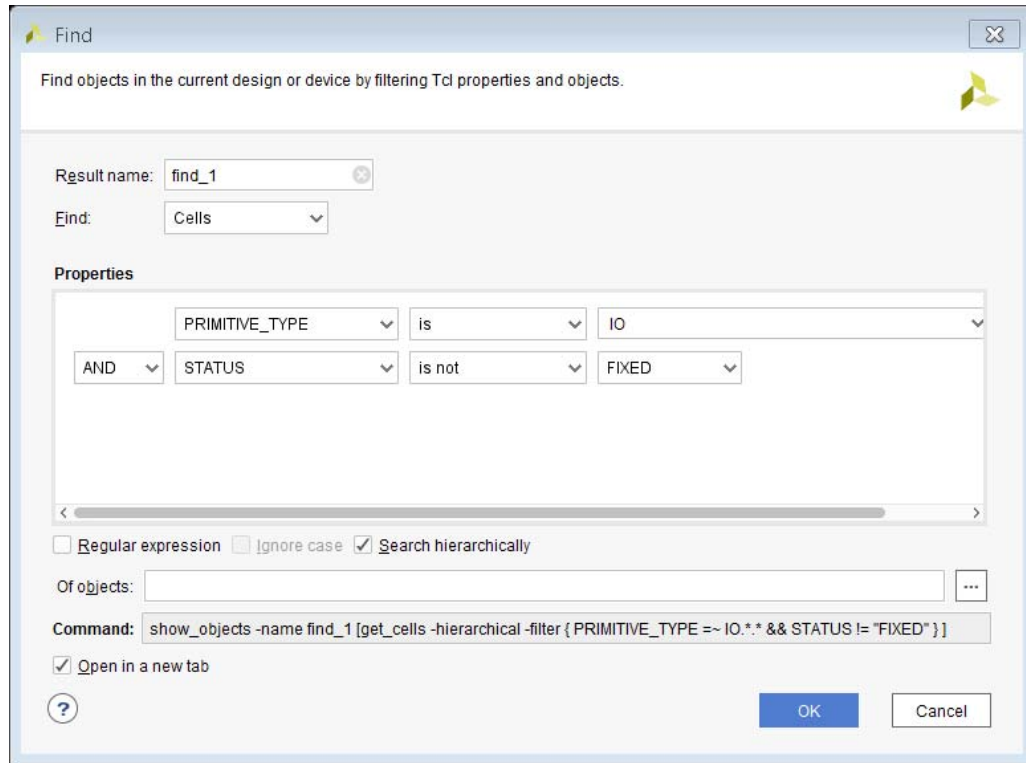 Find
Find objects in the current design or device by filtering Tcl properties and objects.
Result name: find_1
Find: Cells
Properties
PRIMITIVE_TYPE is IO
AND STATUS is not FIXED
Regular expression Ignore case Search hierarchically
Of objects: ...
Command: show_objects -name find_1 [get_cells -hierarchical -filter { PRIMITIVE_TYPE =~ IO.*.* && STATUS != "FIXED" } ]
Open in a new tab
? OK Cancel